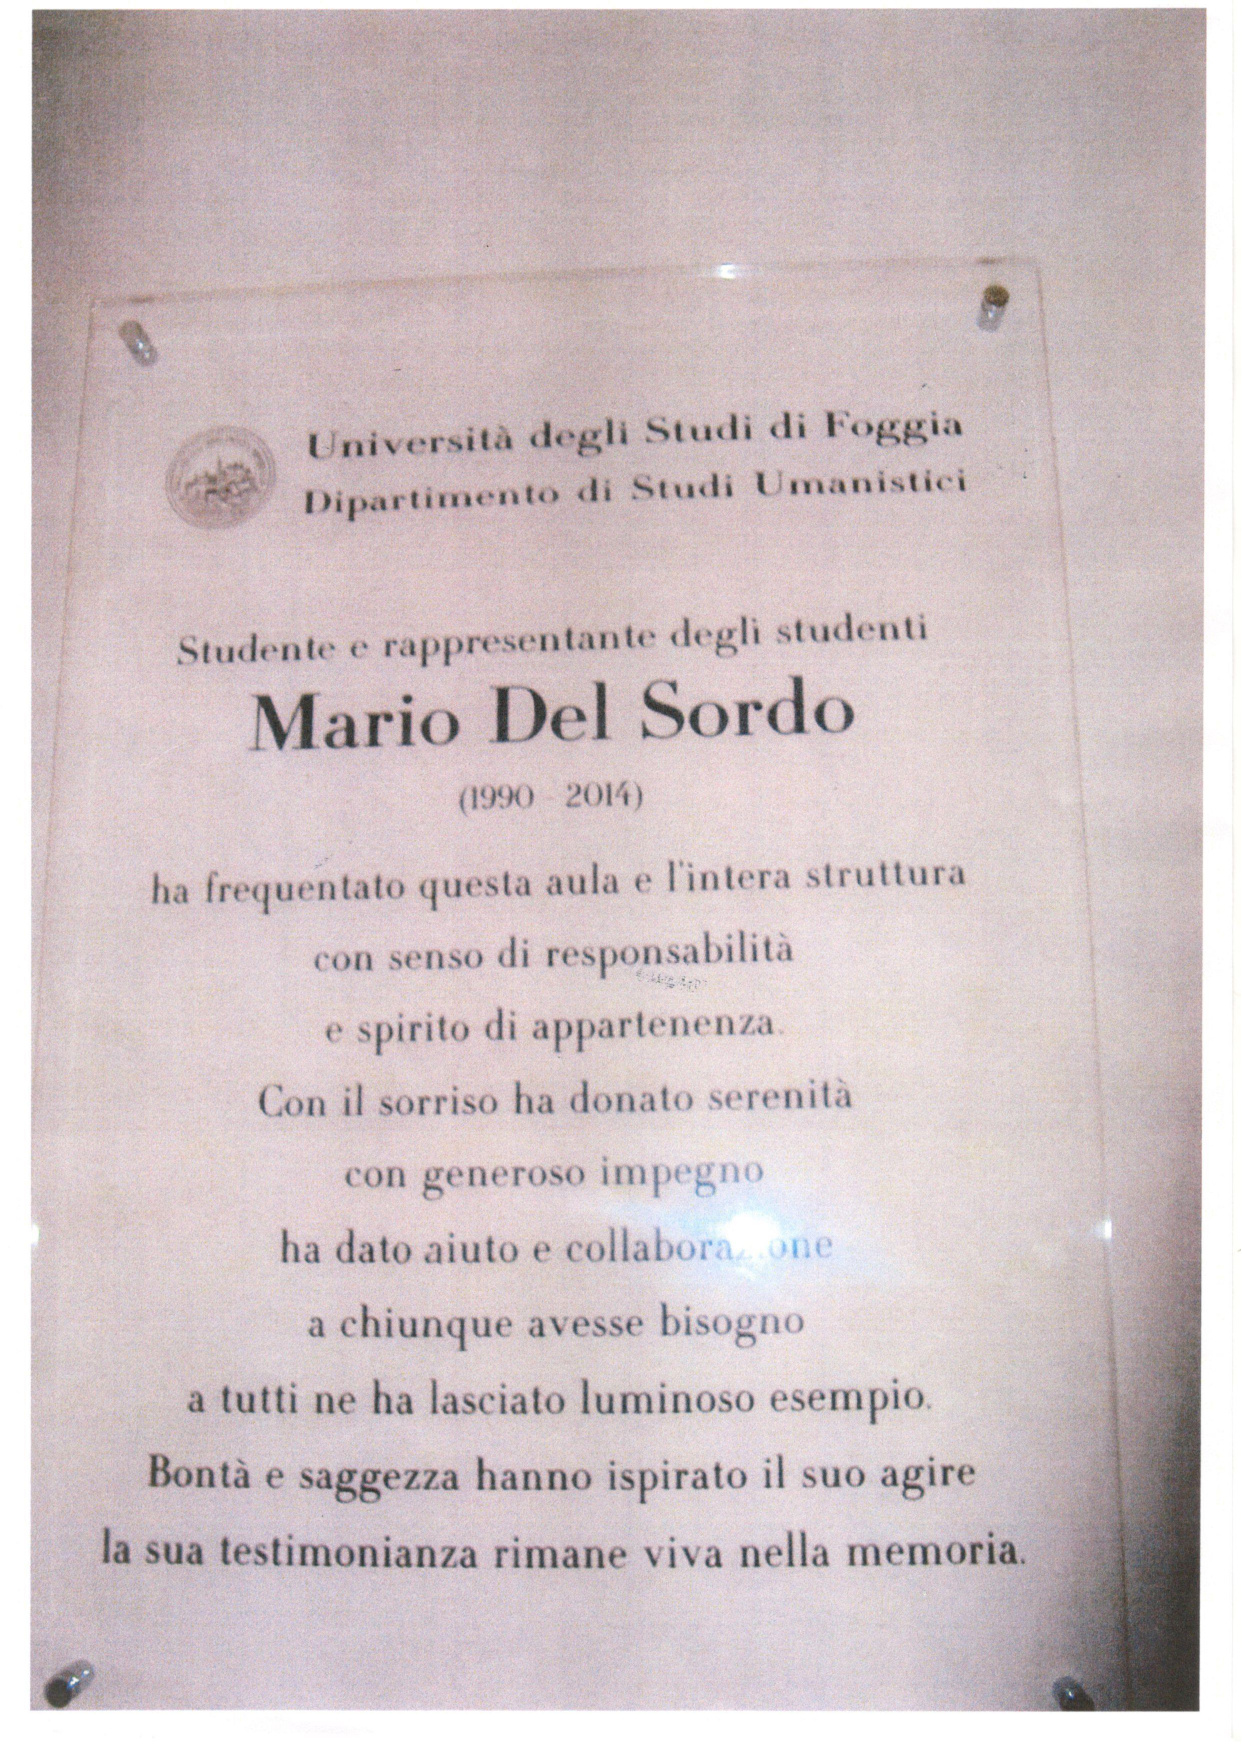 Università degli Studi di Foggia
Dipartimento di Studi Umanistici
Studente e rappresentante degli studenti
Mario Del Sordo
(1990 - 2014)
ha frequentato questa aula e l'intera struttura
con senso di responsabilità
e spirito di appartenenza.
Con il sorriso ha donato serenità
con generoso impegno
ha dato aiuto e collaborazione
a chiunque avesse bisogno
a tutti ne ha lasciato luminoso esempio.
Bontà e saggezza hanno ispirato il suo agire
la sua testimonianza rimane viva nella memoria.